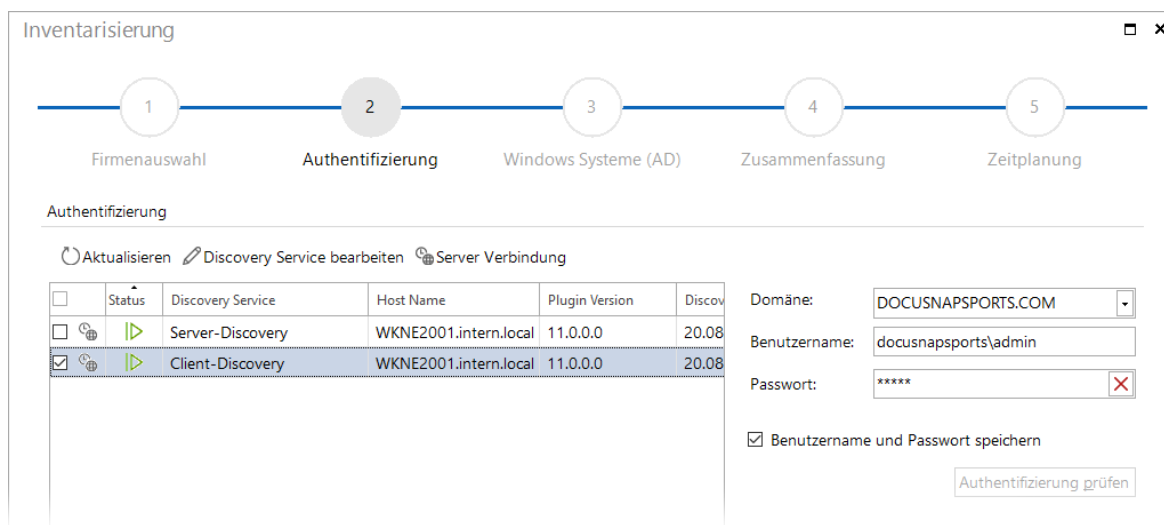 Inventarisierung
1 2 3 4 5
Firmenauswahl Authentifizierung Windows Systeme (AD) Zusammenfassung Zeitplanung
Authentifizierung
Aktualisieren Discovery Service bearbeiten Server Verbindung
Status Discovery Service Host Name Plugin Version Discov
Server-Discovery WKNE2001.intern.local 11.0.0.0 20.08
Client-Discovery WKNE2001.intern.local 11.0.0.0 20.08
Domäne: DOCUSNAPSPORTS.COM
Benutzername: docusnapsports\admin
Passwort: *****
Benutzername und Passwort speichern
Authentifizierung prüfen